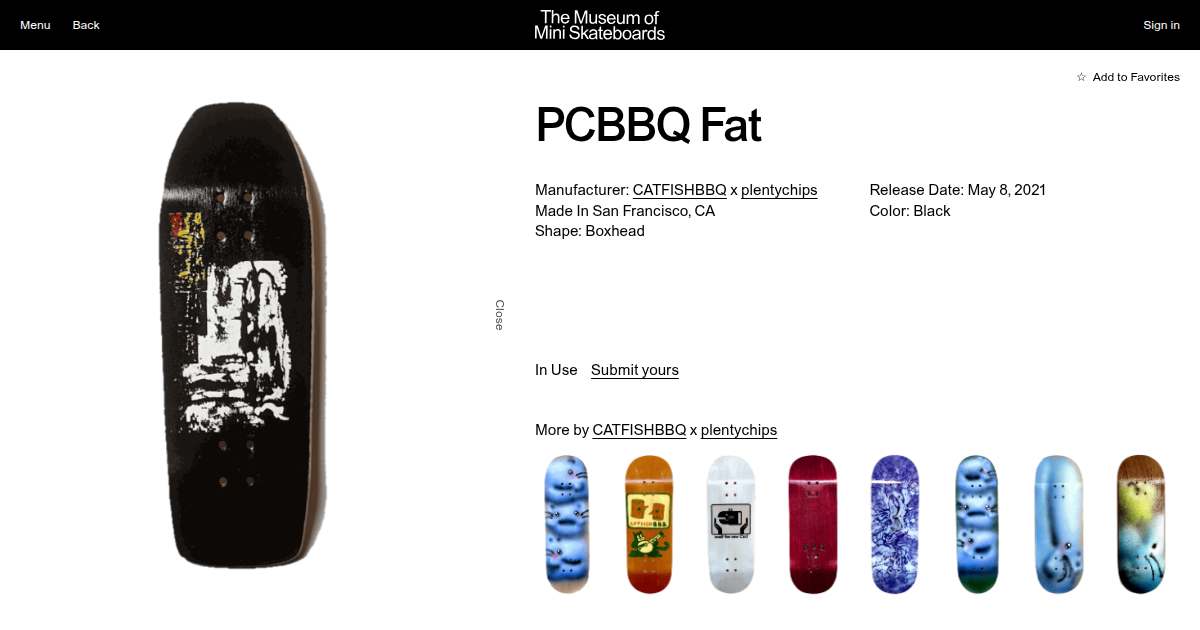 Menu
Back
The Museum of
Mini Skateboards
Sign in
☆ Add to Favorites
PCBBQ Fat
Manufacturer: CATFISHBBQ x plentychips
Made In San Francisco, CA
Shape: Boxhead
Release Date: May 8, 2021
Color: Black
Close
In Use
Submit yours
More by CATFISHBBQ x plentychips